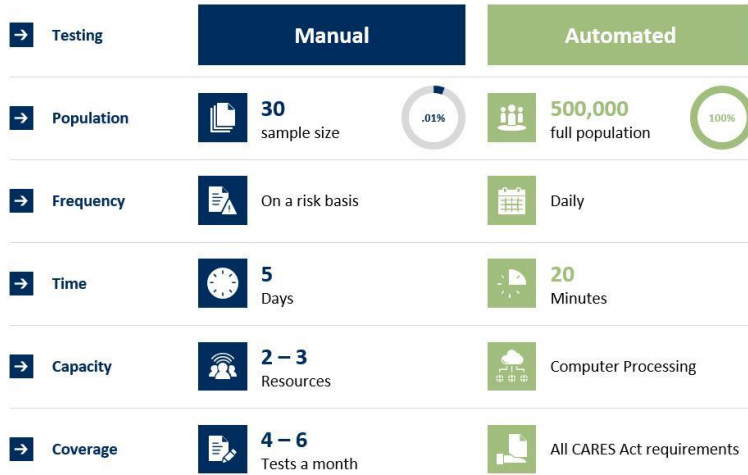 Testing
Manual
Automated
Population
30
sample size
.01%
500,000
full population
100%
Frequency
On a risk basis
Daily
Time
5
Days
20
Minutes
Capacity
2 – 3
Resources
Computer Processing
Coverage
4 – 6
Tests a month
All CARES Act requirements